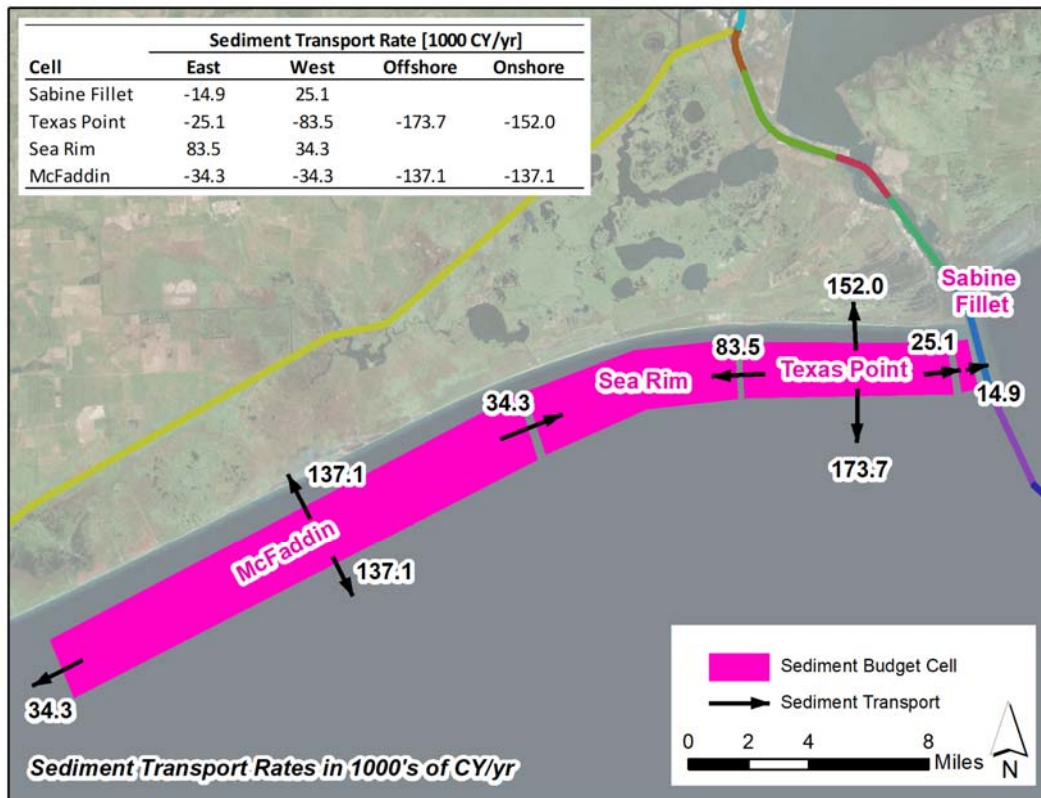 Sediment Transport Rate [1000 CY/yr]
Cell East West Offshore Onshore
Sabine Fillet -14.9 25.1
Texas Point -25.1 -83.5 -173.7 -152.0
Sea Rim 83.5 34.3
McFaddin -34.3 -34.3 -137.1 -137.1
Sabine
Fillet
152.0
83.5
25.1
Texas Point
Sea Rim
14.9
34.3
173.7
137.1
McFaddin
137.1
34.3
Sediment Budget Cell
Sediment Transport
0 2 4 8
Miles
N
Sediment Transport Rates in 1000's of CY/yr